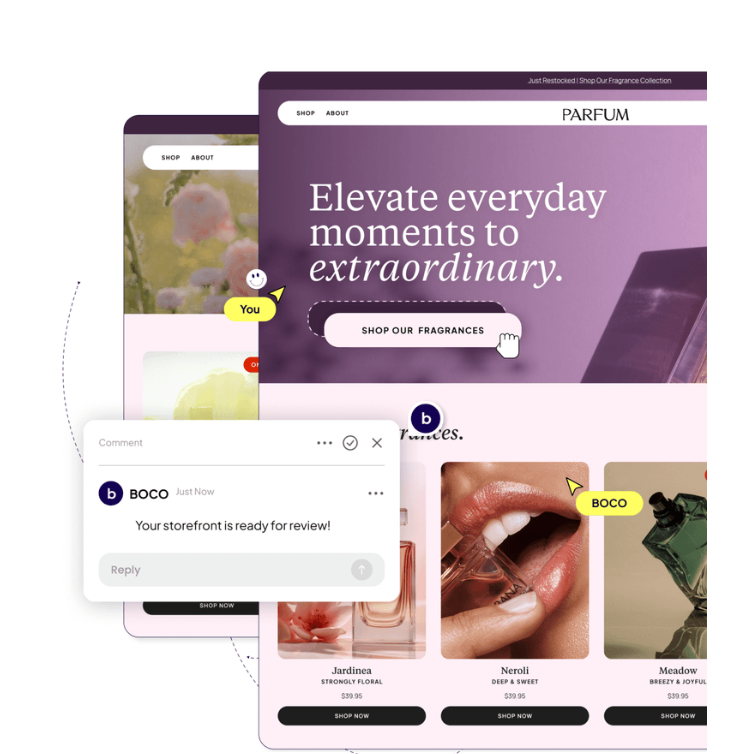 Just Restocked | Shop Our Fragrance Collection
SHOP ABOUT
PARFUM
SHOP ABOUT
Elevate everyday
moments to
extraordinary.
You
SHOP OUR FRAGRANCES
b
Comment
b BOCO Just Now
Your storefront is ready for review!
Reply
BOCO
SHOP NOW
Jardinea
STRONGLY FLORAL
$39.95
SHOP NOW
Neroli
DEEP & SWEET
$39.95
SHOP NOW
Meadow
BREEZY & JOYFUL
$39.95
SHOP NOW